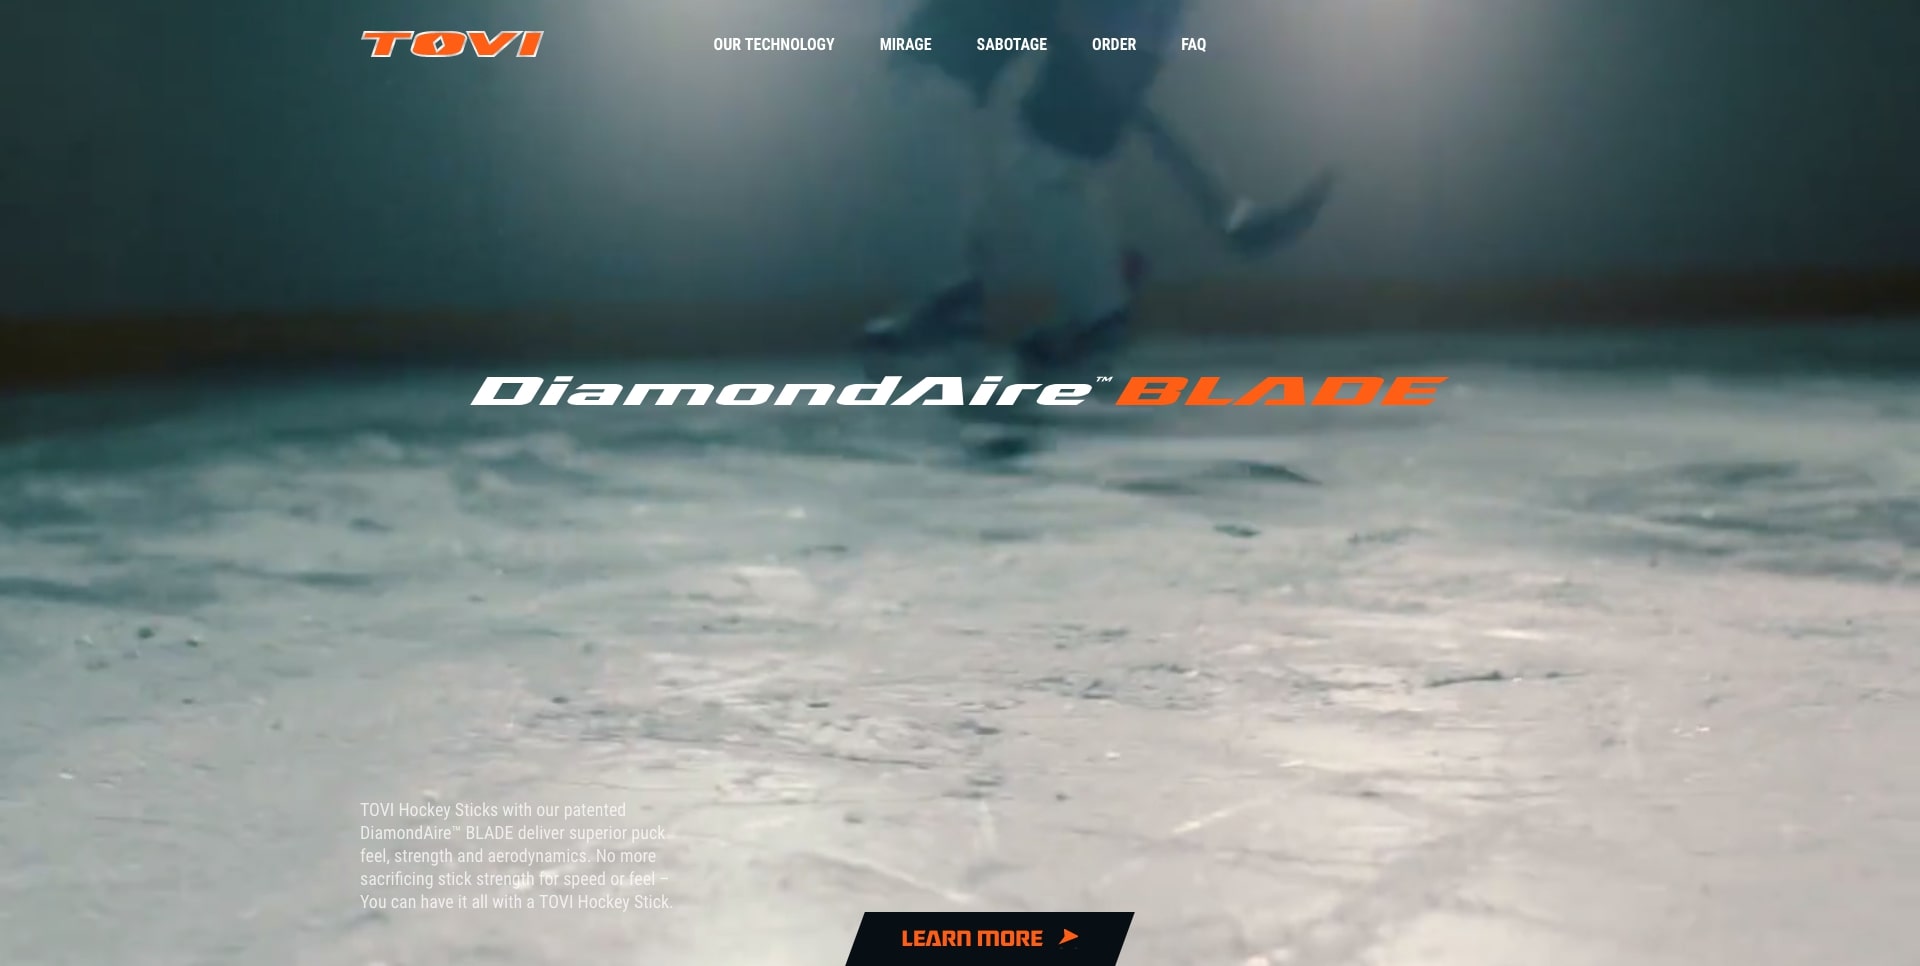 TOVI
OUR TECHNOLOGY MIRAGE SABOTAGE ORDER FAQ
DiamondAire™ BLADE
TOVI Hockey Sticks with our patented
DiamondAire™ BLADE deliver superior puck
feel, strength and aerodynamics. No more
sacrificing stick strength for speed or feel –
You can have it all with a TOVI Hockey Stick.
LEARN MORE